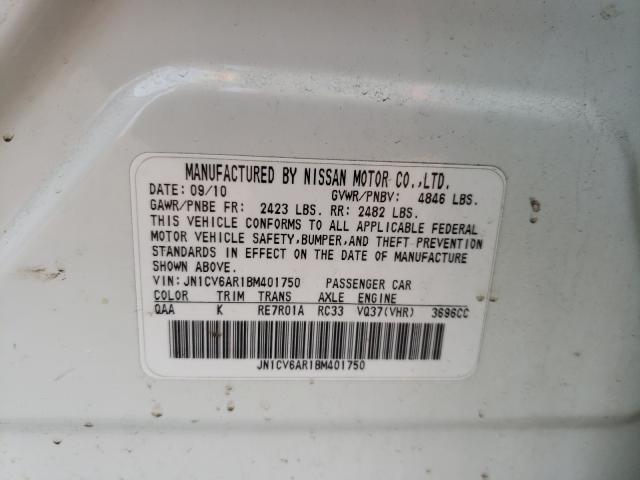 MANUFACTURED BY NISSAN MOTOR CO.,LTD.
DATE: 09/10 GVWR/PNBV: 4846 LBS.
GAWR/PNBE FR: 2423 LBS. RR: 2482 LBS.
THIS VEHICLE CONFORMS TO ALL APPLICABLE FEDERAL
MOTOR VEHICLE SAFETY,BUMPER,AND THEFT PREVENTION
STANDARDS IN EFFECT ON THE DATE OF MANUFACTURE
SHOWN ABOVE.
VIN:JN1CV6AR1BM401750 PASSENGER CAR
COLOR TRIM TRANS AXLE ENGINE
QAA K RE7R01A RC33 VQ37(VHR) 3696CC
JN1CV6AR1BM401750